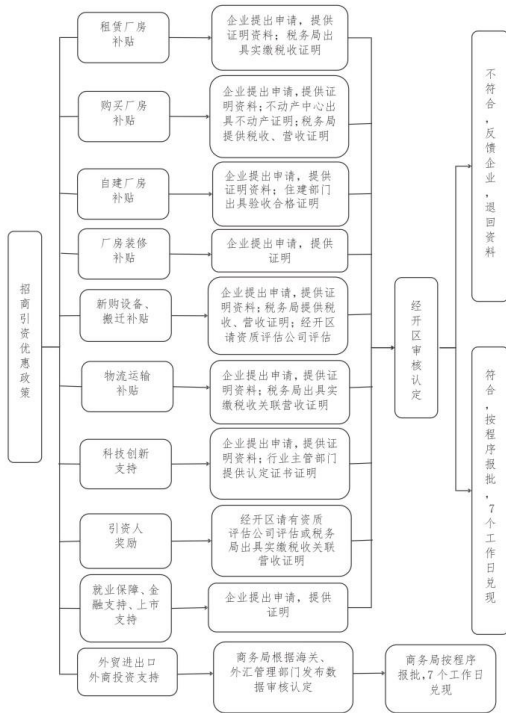 招商引资优惠政策
租赁厂房
补贴
企业提出申请，提供
证明资料；税务局出
具实缴税收证明
购买厂房
补贴
企业提出申请，提供证
明资料；不动产中心出
具不动产证明；税务局
提供税收、营收证明
自建厂房
补贴
企业提出申请，提供
证明资料；住建部门
出具验收合格证明
厂房装修
补贴
企业提出申请，提供
证明
新购设备、
搬迁补贴
企业提出申请，提供证
明资料；税务局提供税
收、营收证明；经开区
请资质评估公司评估
物流运输
补贴
企业提出申请，提供证
明资料；税务局出具实
缴税收关联营收证明
科技创新
支持
企业提出申请，提供证
明资料；行业主管部门
提供认定证书证明
引资人
奖励
经开区请有资质
评估公司评估或税务
局出具实缴税收关联
营收证明
就业保障、金
融支持、上市
支持
企业提出申请，提供
证明
外贸进出口
外商投资支持
商务局根据海关、
外汇管理部门发布数
据审核认定
商务局按程序
报批，7个工作日
兑现
经开区审核认定
不符合，反馈企业，退回资料
符合，按程序报批，7个工作日兑现